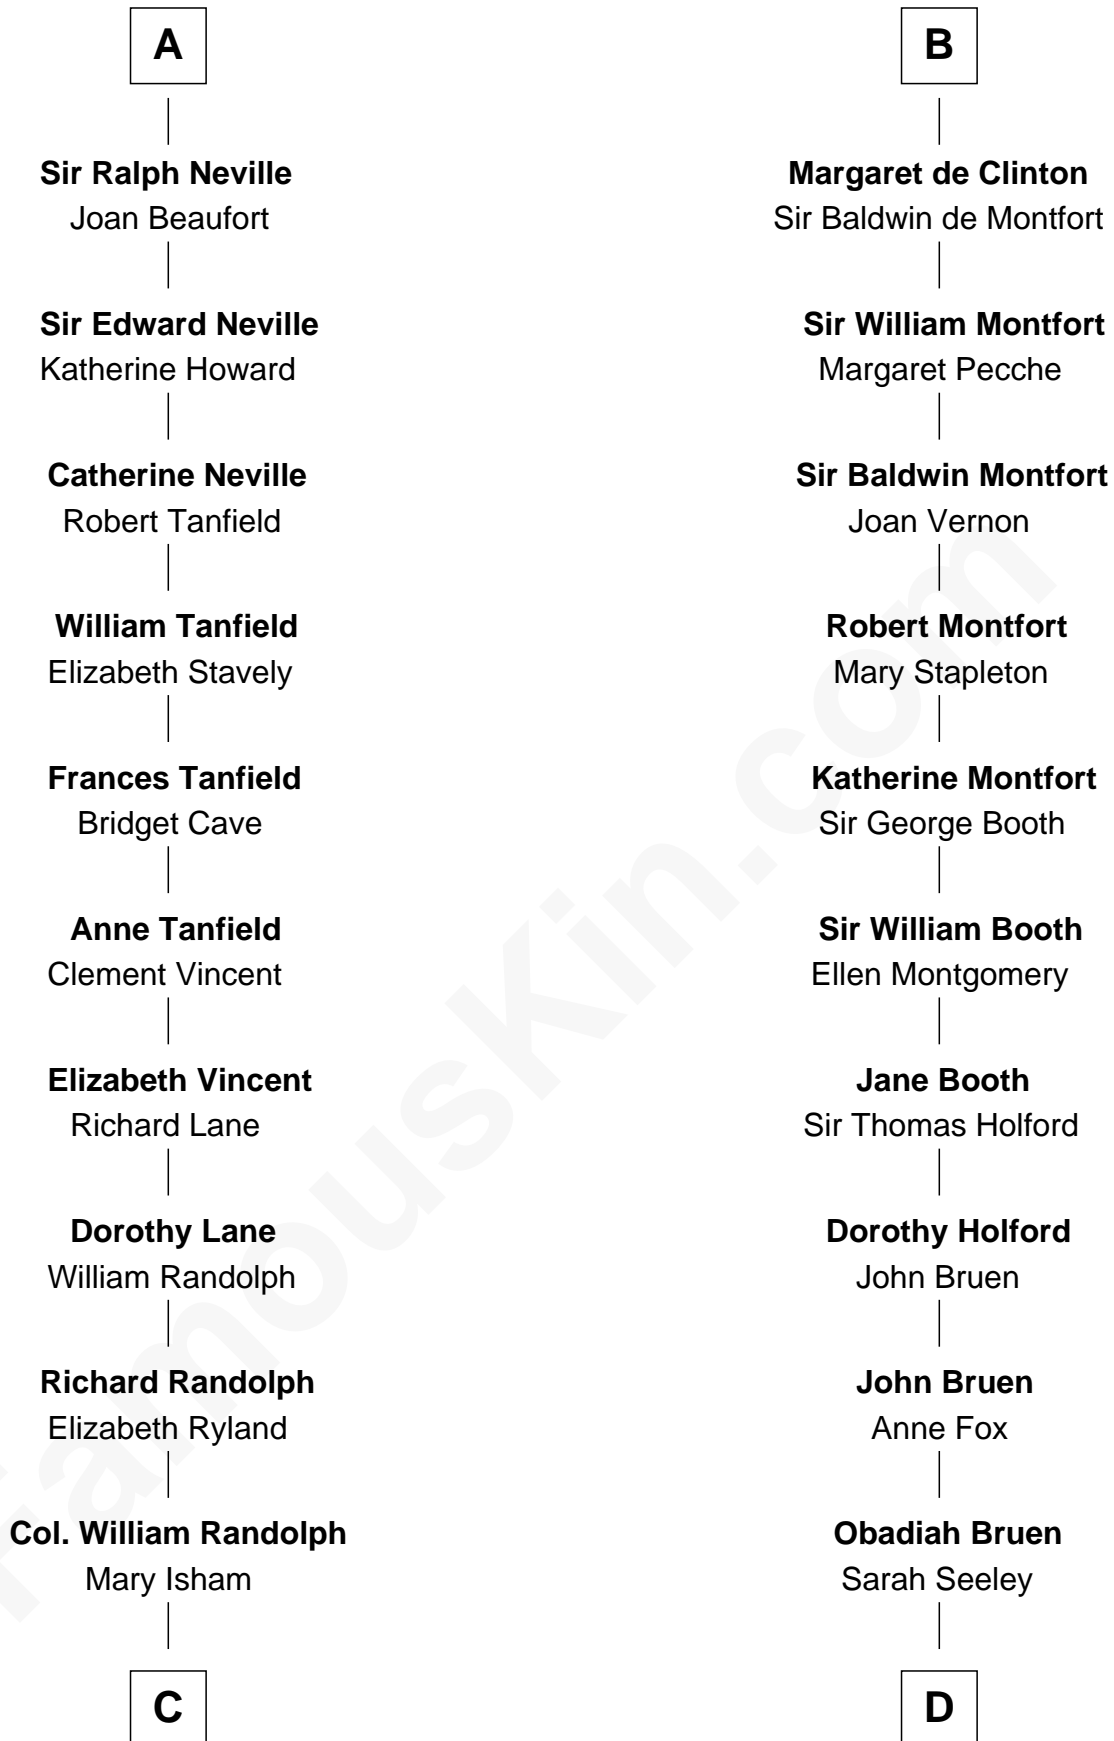 A
Sir Ralph Neville
Joan Beaufort
Sir Edward Neville
Katherine Howard
Catherine Neville
Robert Tanfield
William Tanfield
Elizabeth Stavely
Frances Tanfield
Bridget Cave
Anne Tanfield
Clement Vincent
Elizabeth Vincent
Richard Lane
Dorothy Lane
William Randolph
Richard Randolph
Elizabeth Ryland
Col. William Randolph
Mary Isham
C
B
Margaret de Clinton
Sir Baldwin de Montfort
Sir William Montfort
Margaret Pecche
Sir Baldwin Montfort
Joan Vernon
Robert Montfort
Mary Stapleton
Katherine Montfort
Sir George Booth
Sir William Booth
Ellen Montgomery
Jane Booth
Sir Thomas Holford
Dorothy Holford
John Bruen
John Bruen
Anne Fox
Obadiah Bruen
Sarah Seeley
D
FamousKin.com